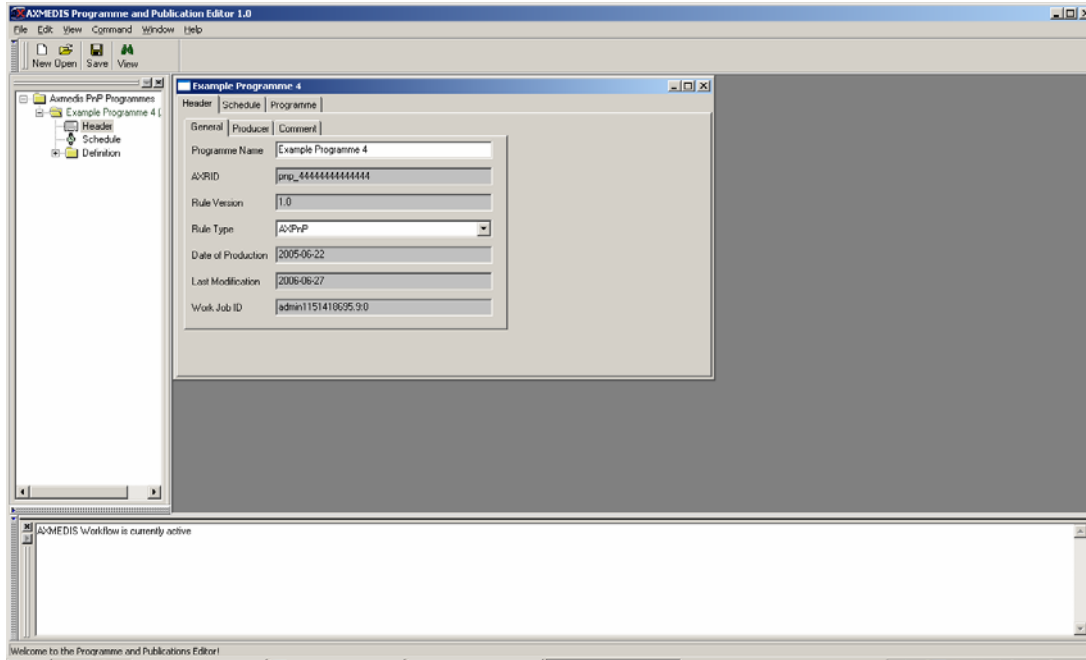 AXMEDIS Programme and Publication Editor 1.0
File Edit View Command Window Help
New Open Save View
Axmedis PnP Programmes
Example Programme 4 [
Header
Schedule
Definition
Example Programme 4
Header Schedule Programme
General Producer Comment
Programme Name Example Programme 4
AXRID pnp_44444444444444
Rule Version 1.0
Rule Type AXPnP
Date of Production 2005-06-22
Last Modification 2006-06-27
Work Job ID admin1151418695.9:0
AXMEDIS Workflow is currently active
Welcome to the Programme and Publications Editor!